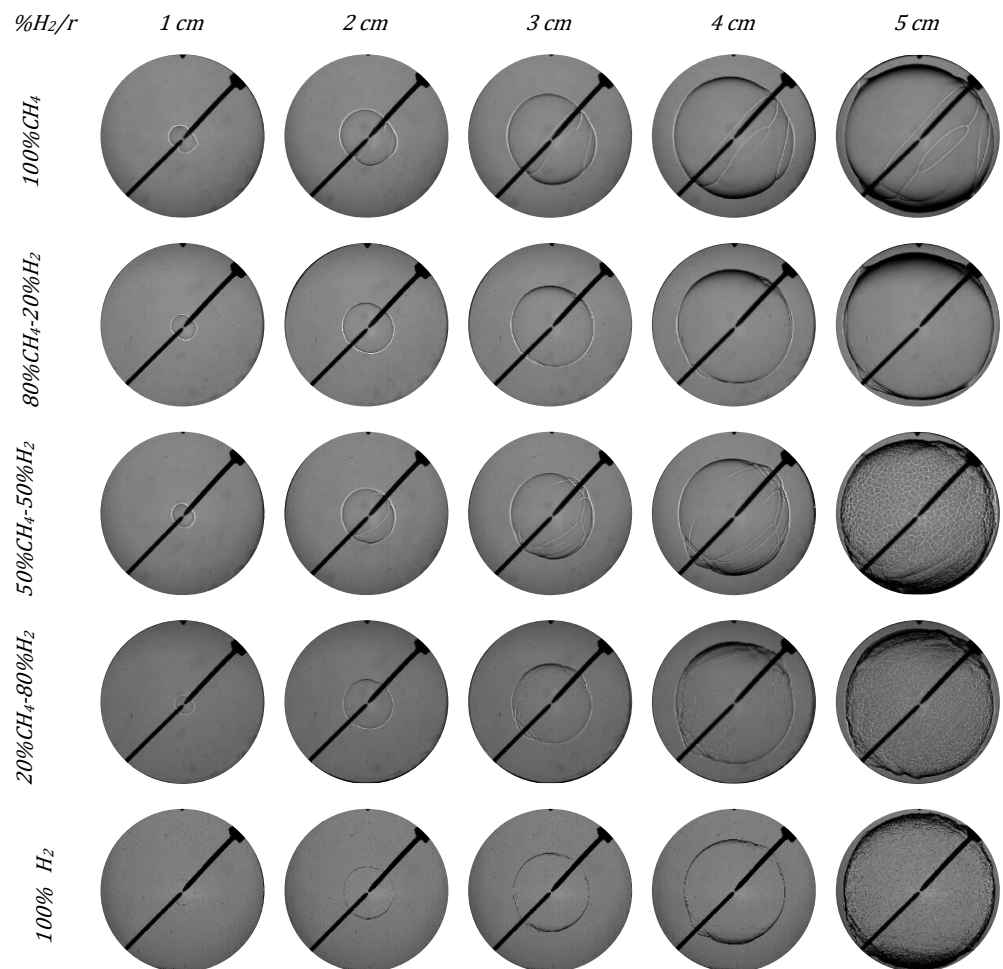 %H₂/r 1 cm 2 cm 3 cm 4 cm 5 cm
100%CH₄
80%CH₄-20%H₂
50%CH₄-50%H₂
20%CH₄-80%H₂
100% H₂